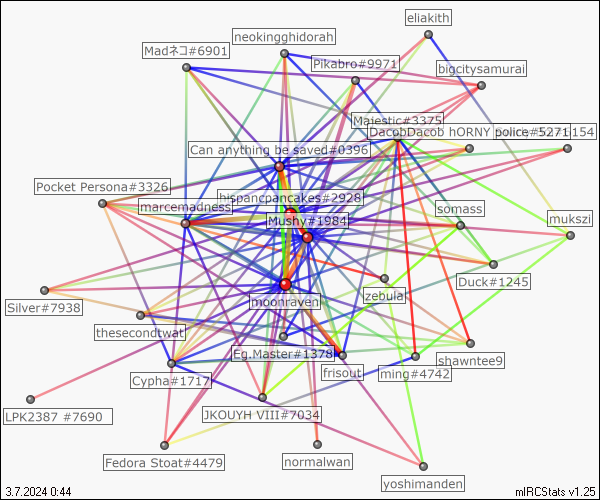 eliakith
neokingghidorah
Madネコ#6901
Pikabro#9971
bigcitysamurai
Majestic#3375
DacobDacob hORNY police#5271
154
Can anything be saved#0396
Pocket Persona#3326
hispancpancakes#2928
marcemadness
somass
Mushy#1984
mukszi
Duck#1245
moonraven
zebula
Silver#7938
thesecondtwat
Eg.Master#1378
shawntee9
frisout
ming#4742
Cypha#1717
LPK2387 #7690
JKOUYH VIII#7034
Fedora Stoat#4479
normalwan
yoshimanden
3.7.2024 0:44
mIRCStats v1.25